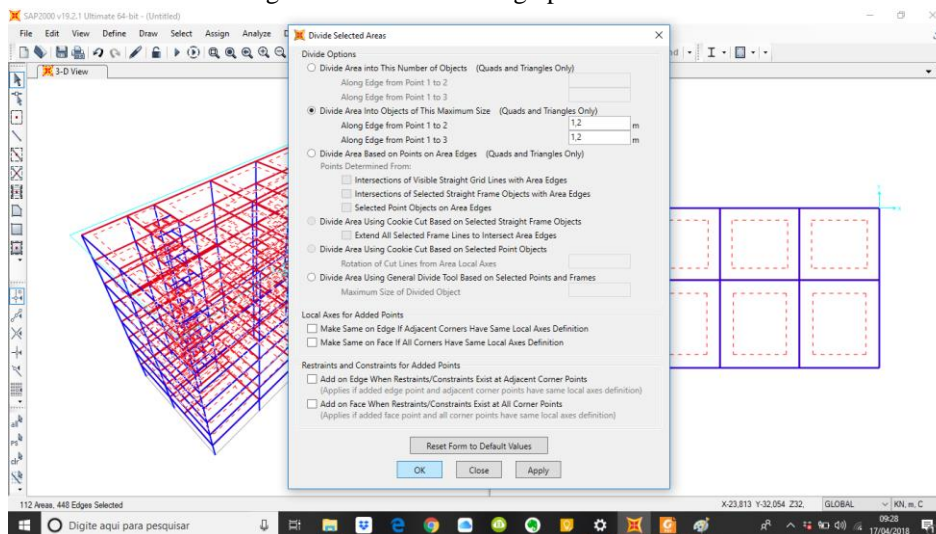 SAP2000 v19.2.1 Ultimate 64-bit - (Untitled)
File Edit View Define Draw Select Assign Analyze
3-D View
Divide Selected Areas
Divide Options
Divide Area into This Number of Objects (Quads and Triangles Only)
Along Edge from Point 1 to 2
Along Edge from Point 1 to 3
Divide Area Into Objects of This Maximum Size (Quads and Triangles Only)
Along Edge from Point 1 to 2 1,2 m
Along Edge from Point 1 to 3 1,2 m
Divide Area Based on Points on Area Edges (Quads and Triangles Only)
Points Determined From:
Intersections of Visible Straight Grid Lines with Area Edges
Intersections of Selected Straight Frame Objects with Area Edges
Selected Point Objects on Area Edges
Divide Area Using Cookie Cut Based on Selected Straight Frame Objects
Extend All Selected Frame Lines to Intersect Area Edges
Divide Area Using Cookie Cut Based on Selected Point Objects
Rotation of Cut Lines from Area Local Axes
Divide Area Using General Divide Tool Based on Selected Points and Frames
Maximum Size of Divided Object
Local Axes for Added Points
Make Same on Edge If Adjacent Corners Have Same Local Axes Definition
Make Same on Face If All Corners Have Same Local Axes Definition
Restraints and Constraints for Added Points
Add on Edge When Restraints/Constraints Exist at Adjacent Corner Points
(Applies if added edge point and adjacent corner points have same local axes definition)
Add on Face When Restraints/Constraints Exist at All Corner Points
(Applies if added face point and all corner points have same local axes definition)
Reset Form to Default Values
OK Close Apply
112 Areas, 448 Edges Selected
X-23,813 Y-32,054 Z32, GLOBAL KN, m, C
Digite aqui para pesquisar
09:28
17/04/2018